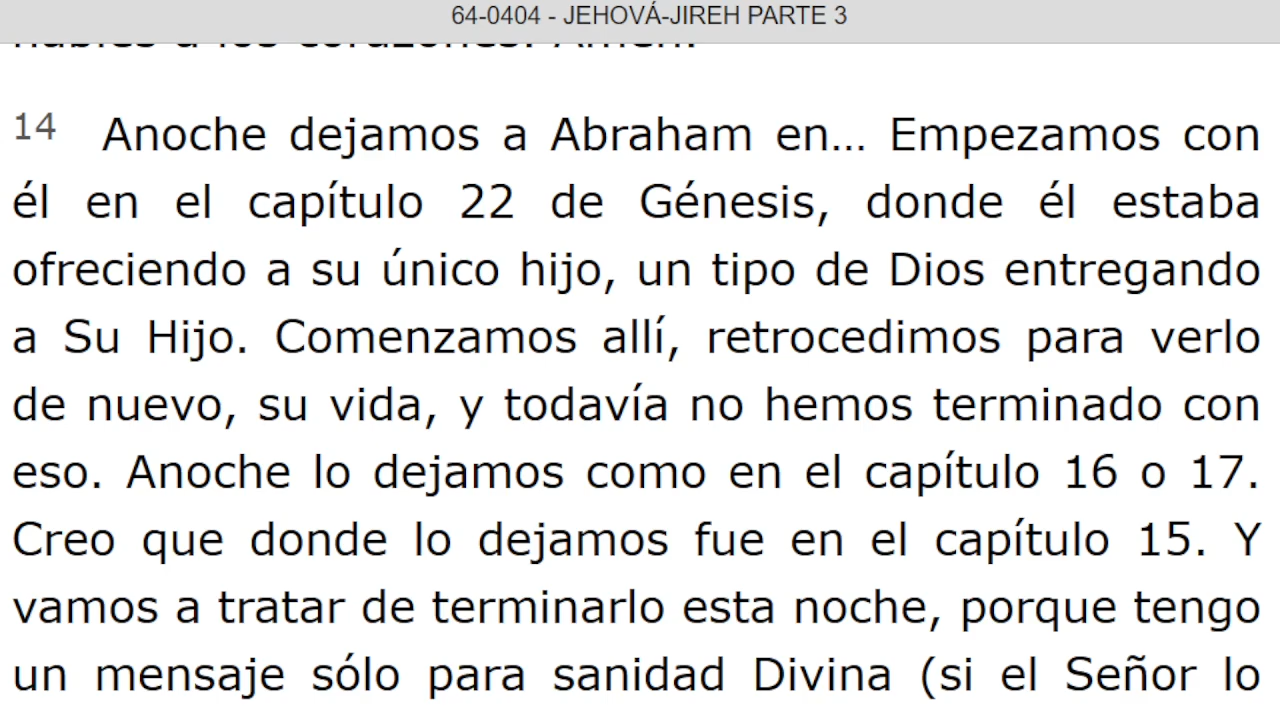 64-0404 - JEHOVÁ-JIREH PARTE 3
14 Anoche dejamos a Abraham en... Empezamos con
él en el capítulo 22 de Génesis, donde él estaba
ofreciendo a su único hijo, un tipo de Dios entregando
a Su Hijo. Comenzamos allí, retrocedimos para verlo
de nuevo, su vida, y todavía no hemos terminado con
eso. Anoche lo dejamos como en el capítulo 16 o 17.
Creo que donde lo dejamos fue en el capítulo 15. Y
vamos a tratar de terminarlo esta noche, porque tengo
un mensaje sólo para sanidad Divina (si el Señor lo